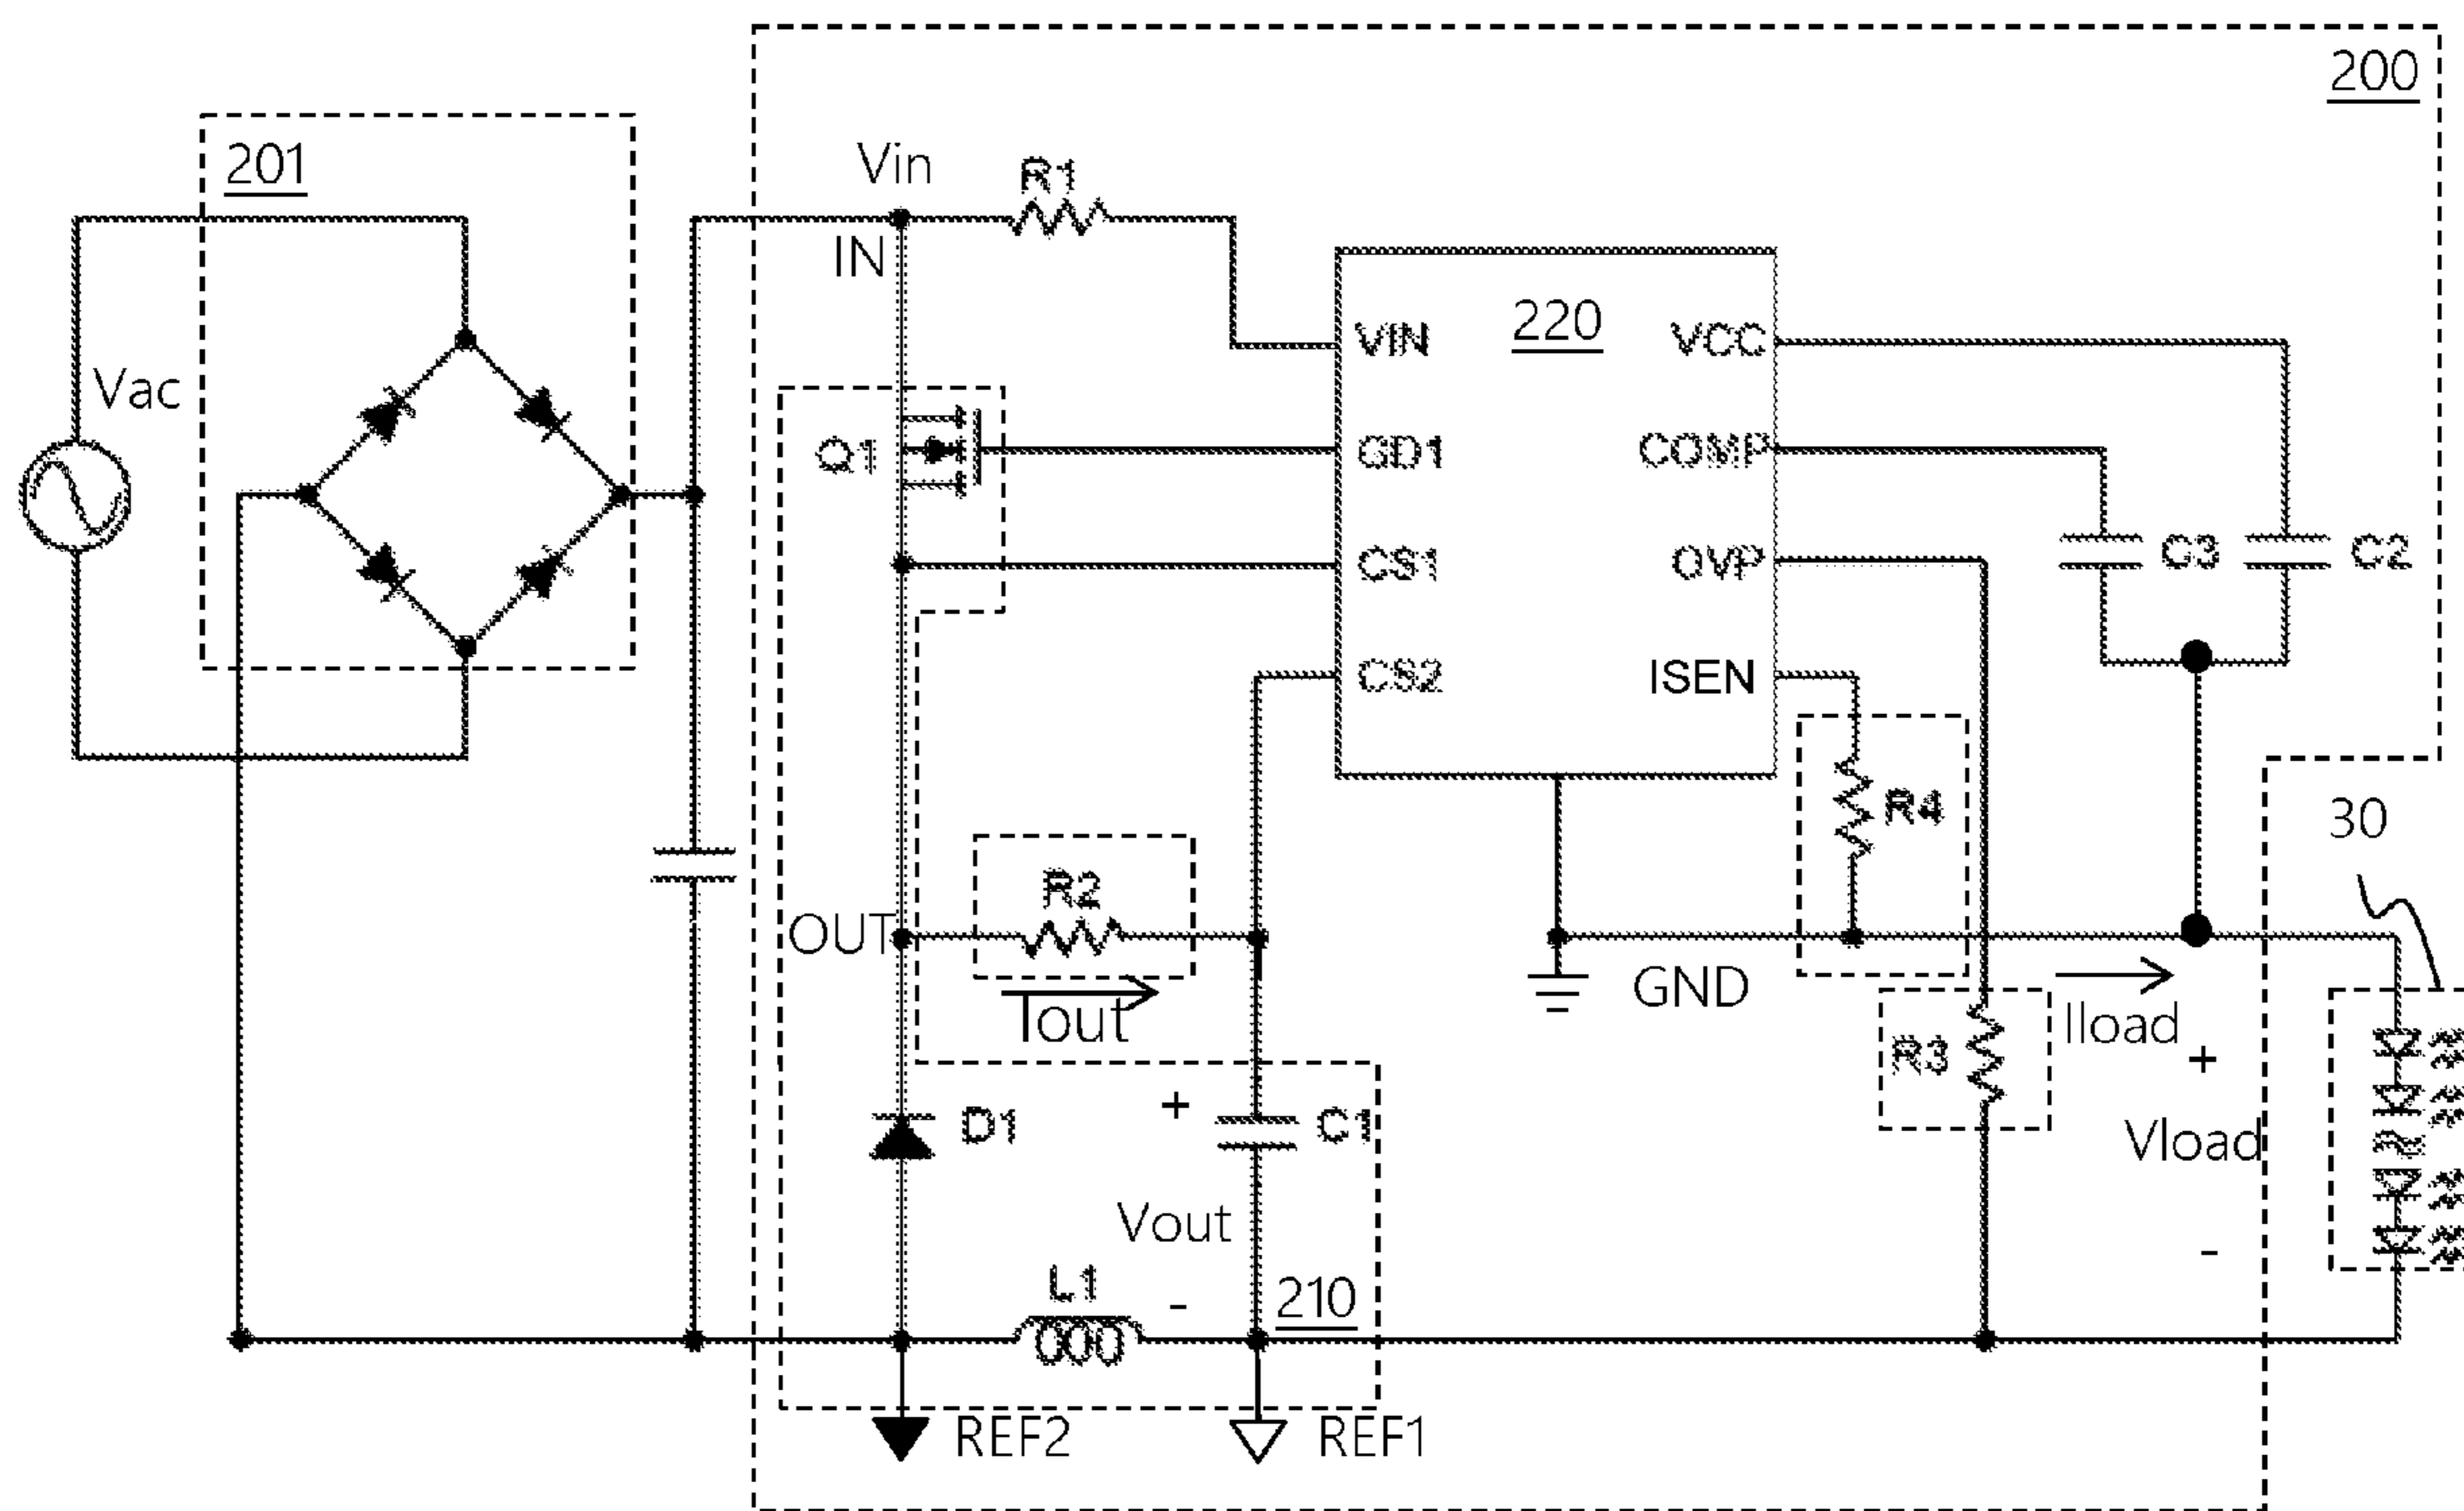 200
201
Vin
R1
IN
220
VIN
VCC
Vac
Q1
GD1
COMP
CS1
OVP
C3
C2
CS2
ISEN
R4
30
R2
OUT
GND
Iout
Iload
R3
+
+
D1
C1
Vload
Vout
-
L1
-
210
REF2
REF1